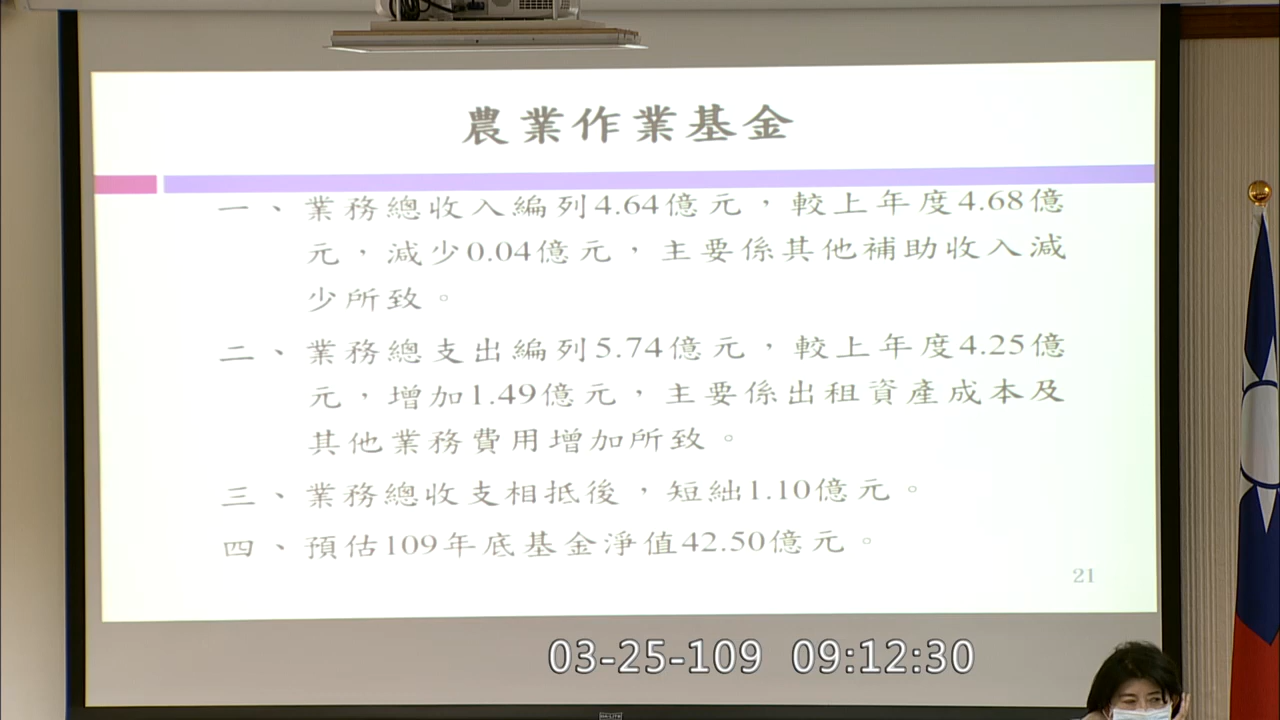 農業作業基金
一、業務總收入編列4.64億元，較上年度4.68億
元，減少0.04億元，主要係其他補助收入減
少所致。
二、業務總支出編列5.74億元，較上年度4.25億
元，增加1.49億元，主要係出租資產成本及
其他業務費用增加所致。
三、業務總收支相抵後，短絀1.10億元。
四、預估109年底基金淨值42.50億元。
21
03-25-109 09:12:30